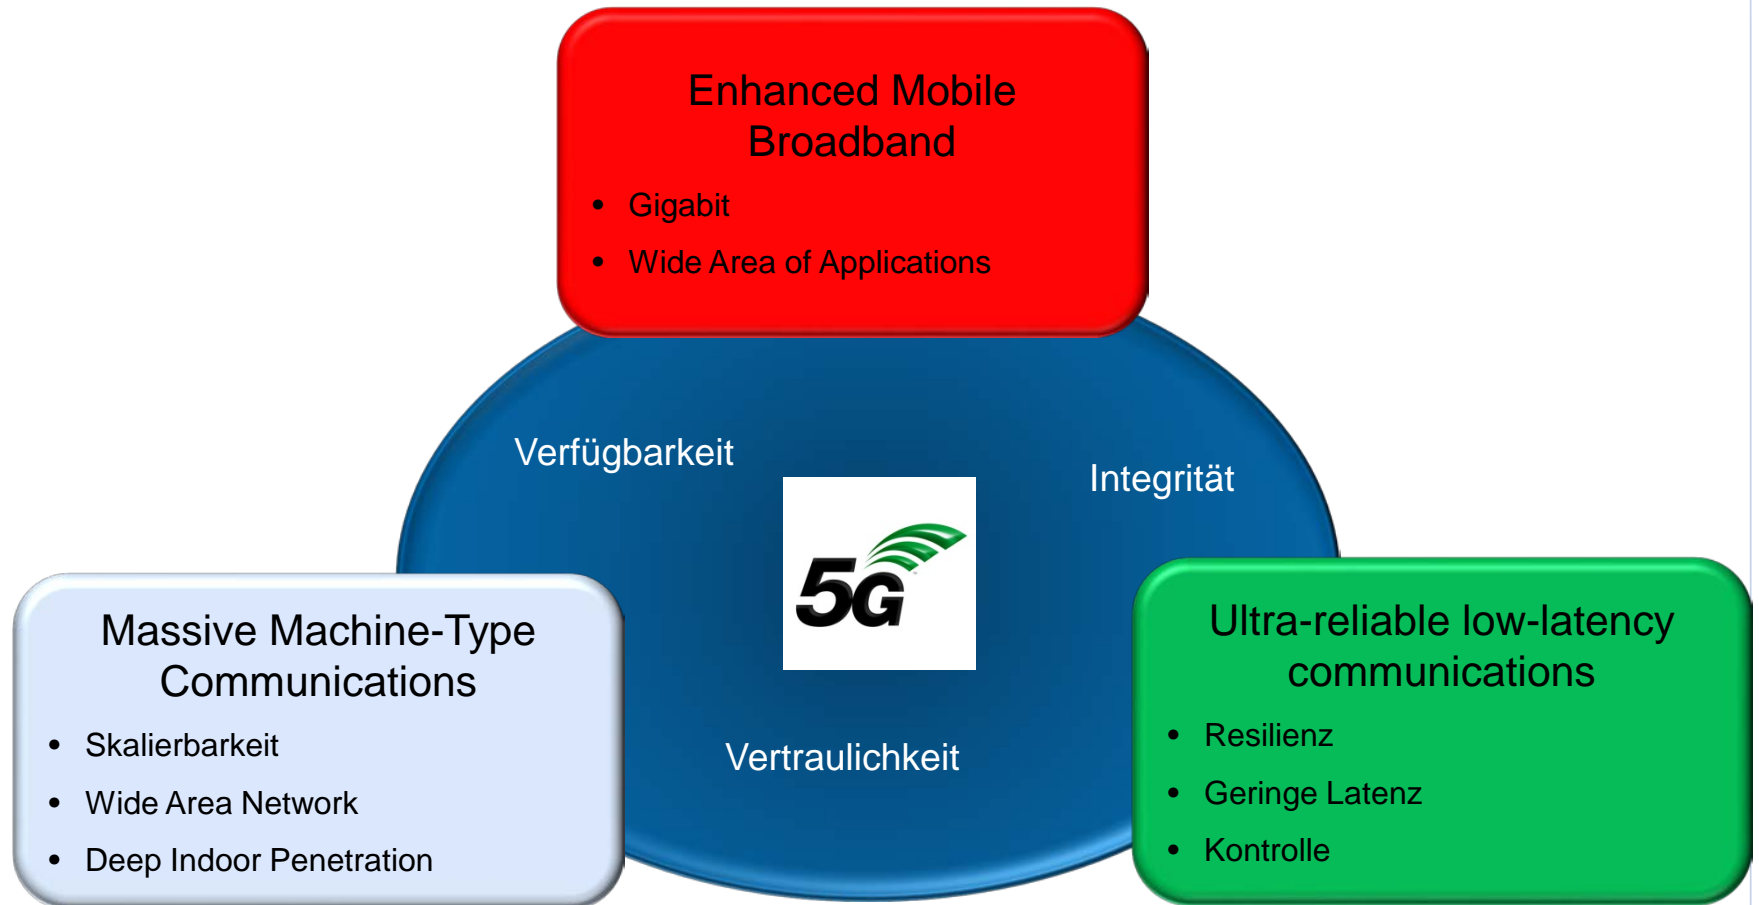 Enhanced Mobile
Broadband
• Gigabit
• Wide Area of Applications
Verfügbarkeit
Integrität
5G
Vertraulichkeit
Massive Machine-Type
Communications
• Skalierbarkeit
• Wide Area Network
• Deep Indoor Penetration
Ultra-reliable low-latency
communications
• Resilienz
• Geringe Latenz
• Kontrolle